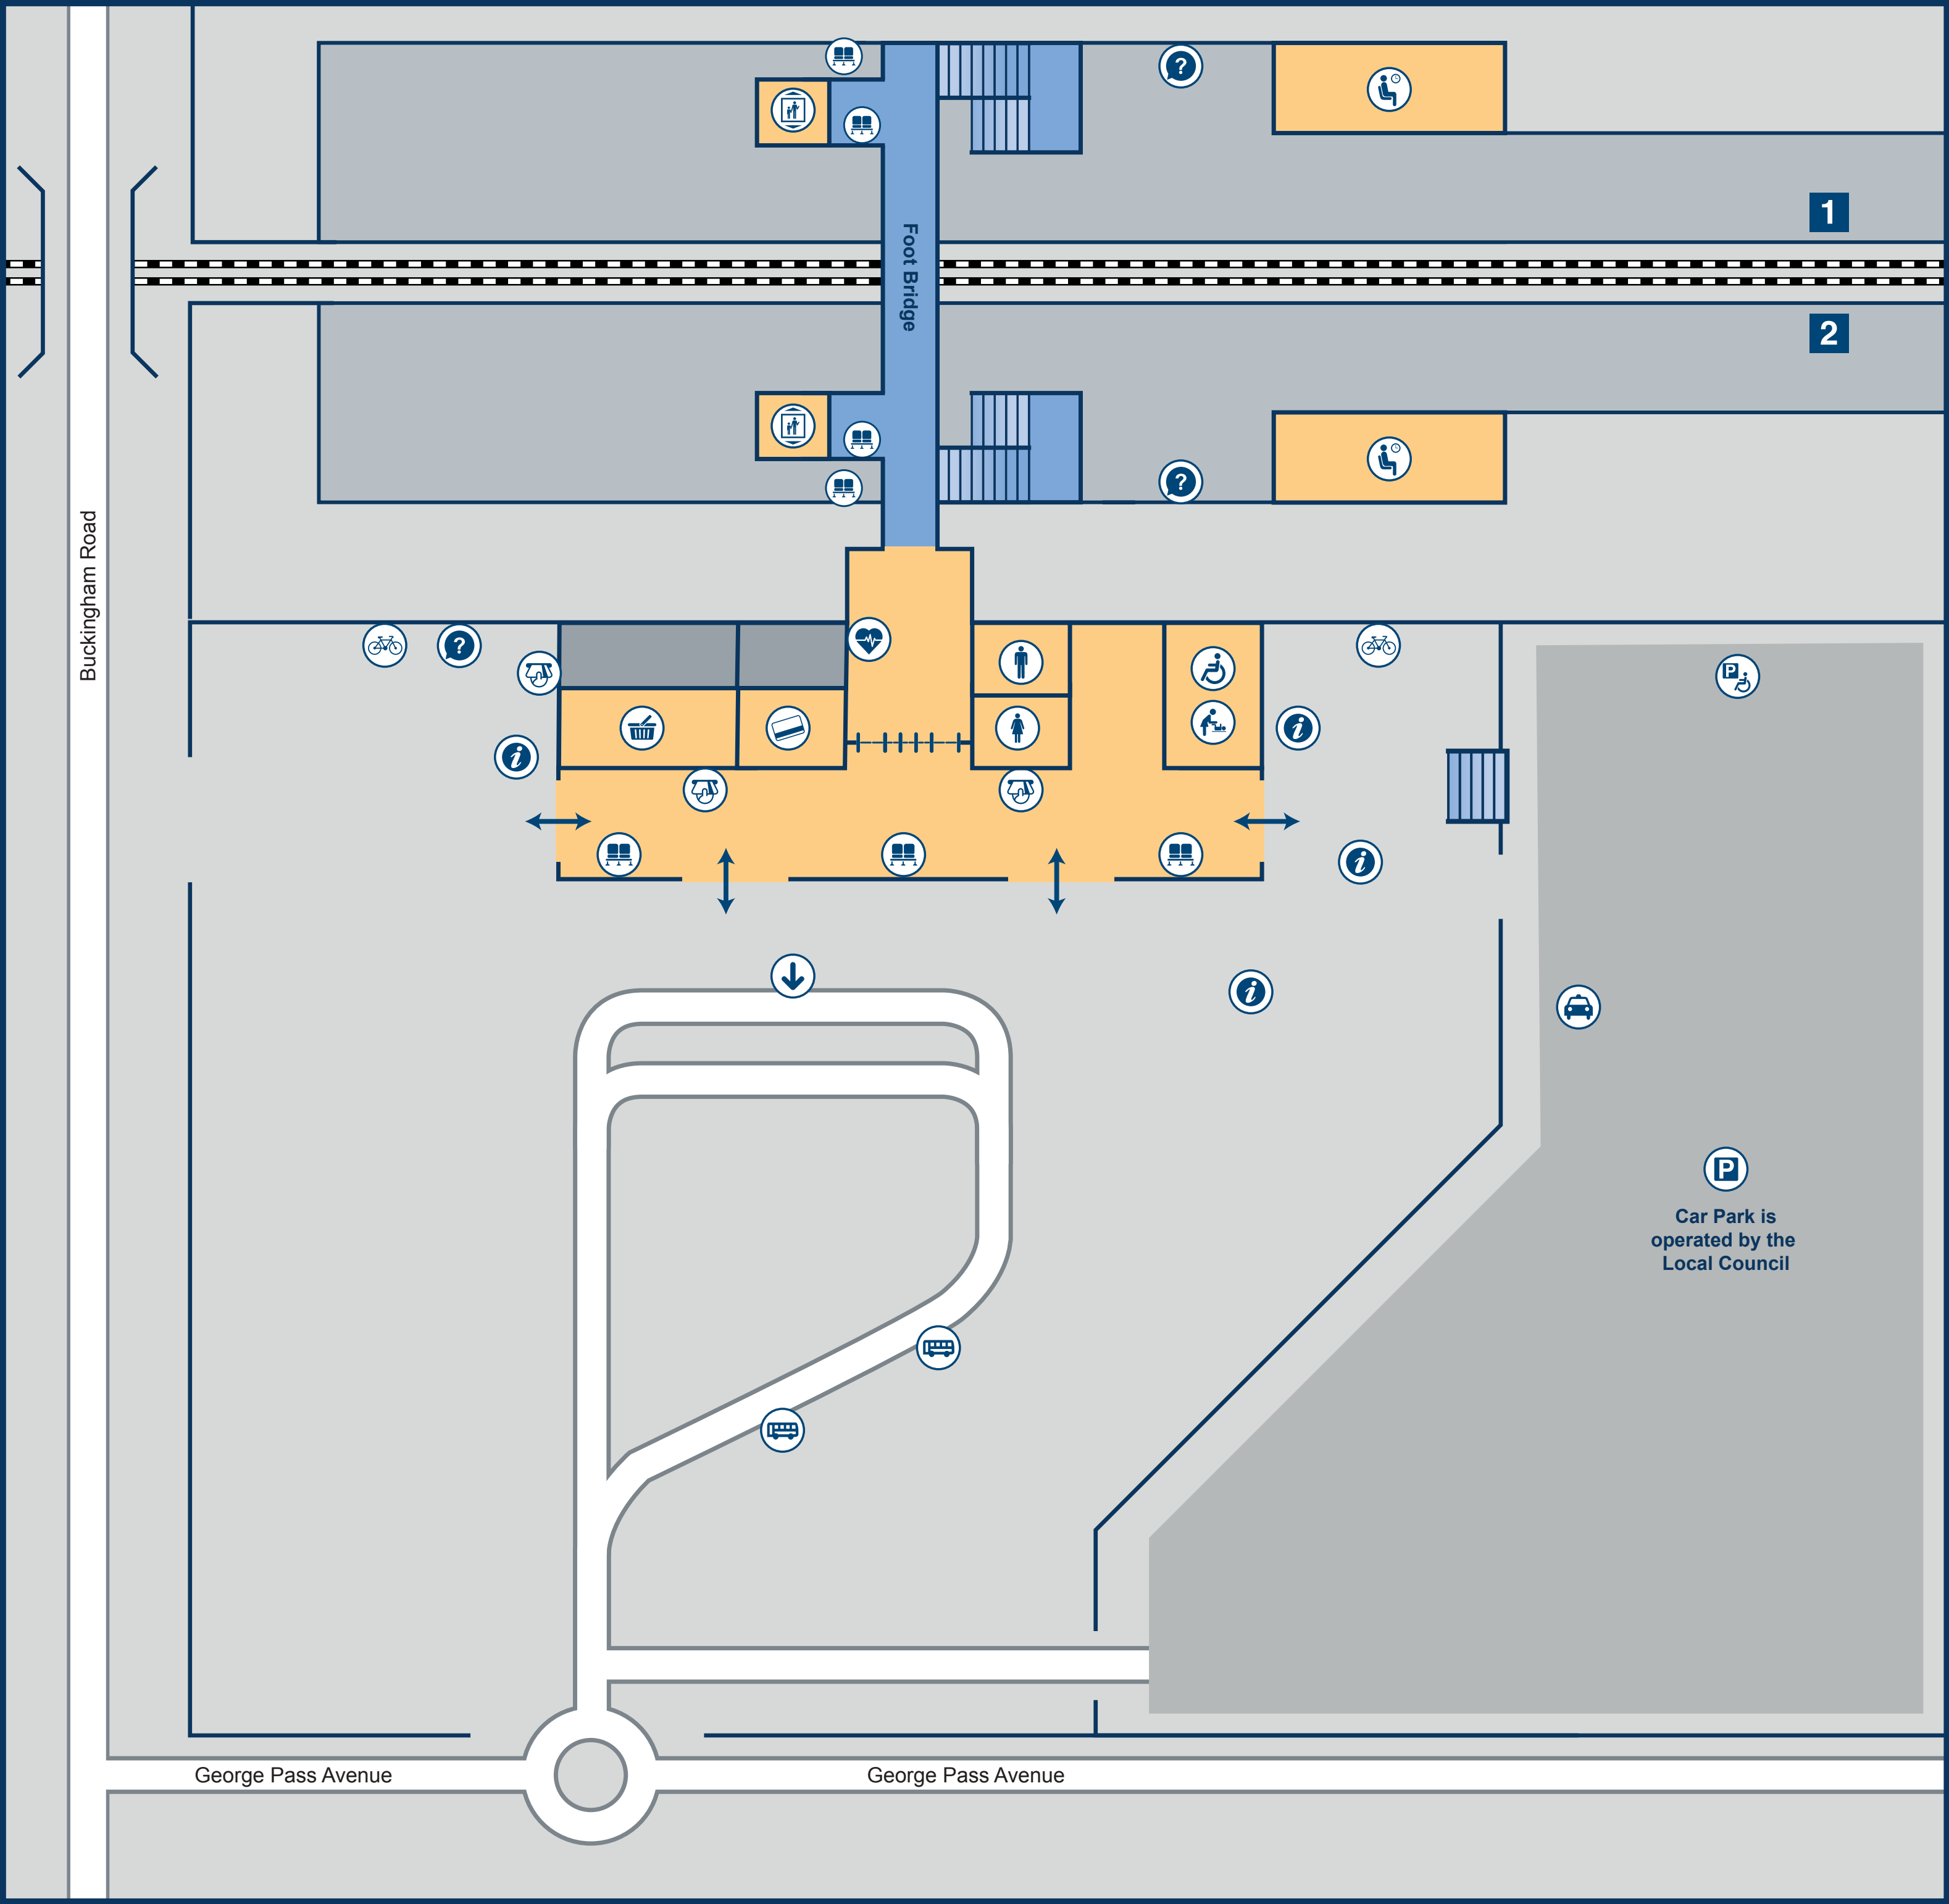 1
Foot Bridge
2
Buckingham Road
P
P
Car Park is
operated by the
Local Council
George Pass Avenue
George Pass Avenue